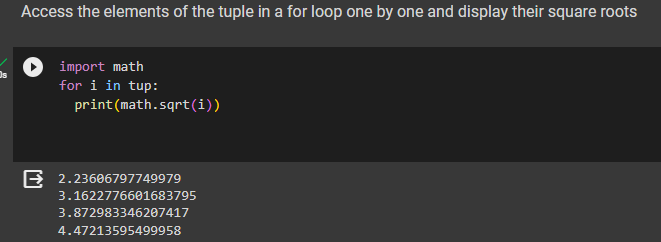 Access the elements of the tuple in a for loop one by one and display their square roots
0s
import math
for i in tup:
  print(math.sqrt(i))
2.23606797749979
3.1622776601683795
3.872983346207417
4.47213595499958